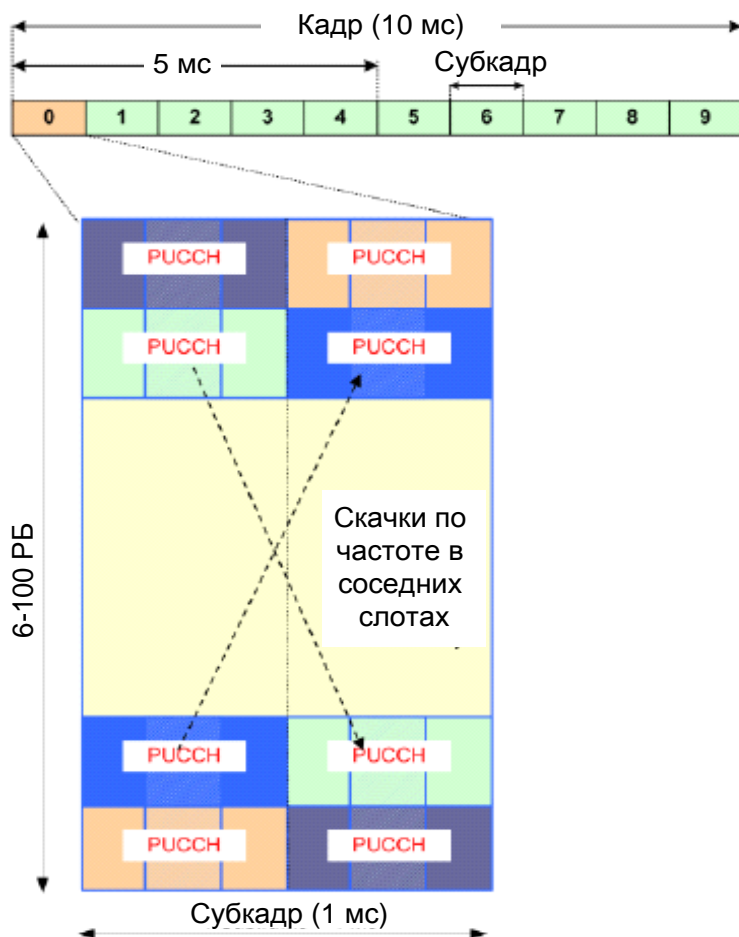 Кадр (10 мс)
5 мс
Субкадр
0 1 2 3 4 5 6 7 8 9
PUCCH PUCCH
PUCCH PUCCH
6-100 РБ
Скачки по
частоте в
соседних
слотах
PUCCH PUCCH
PUCCH PUCCH
Субкадр (1 мс)